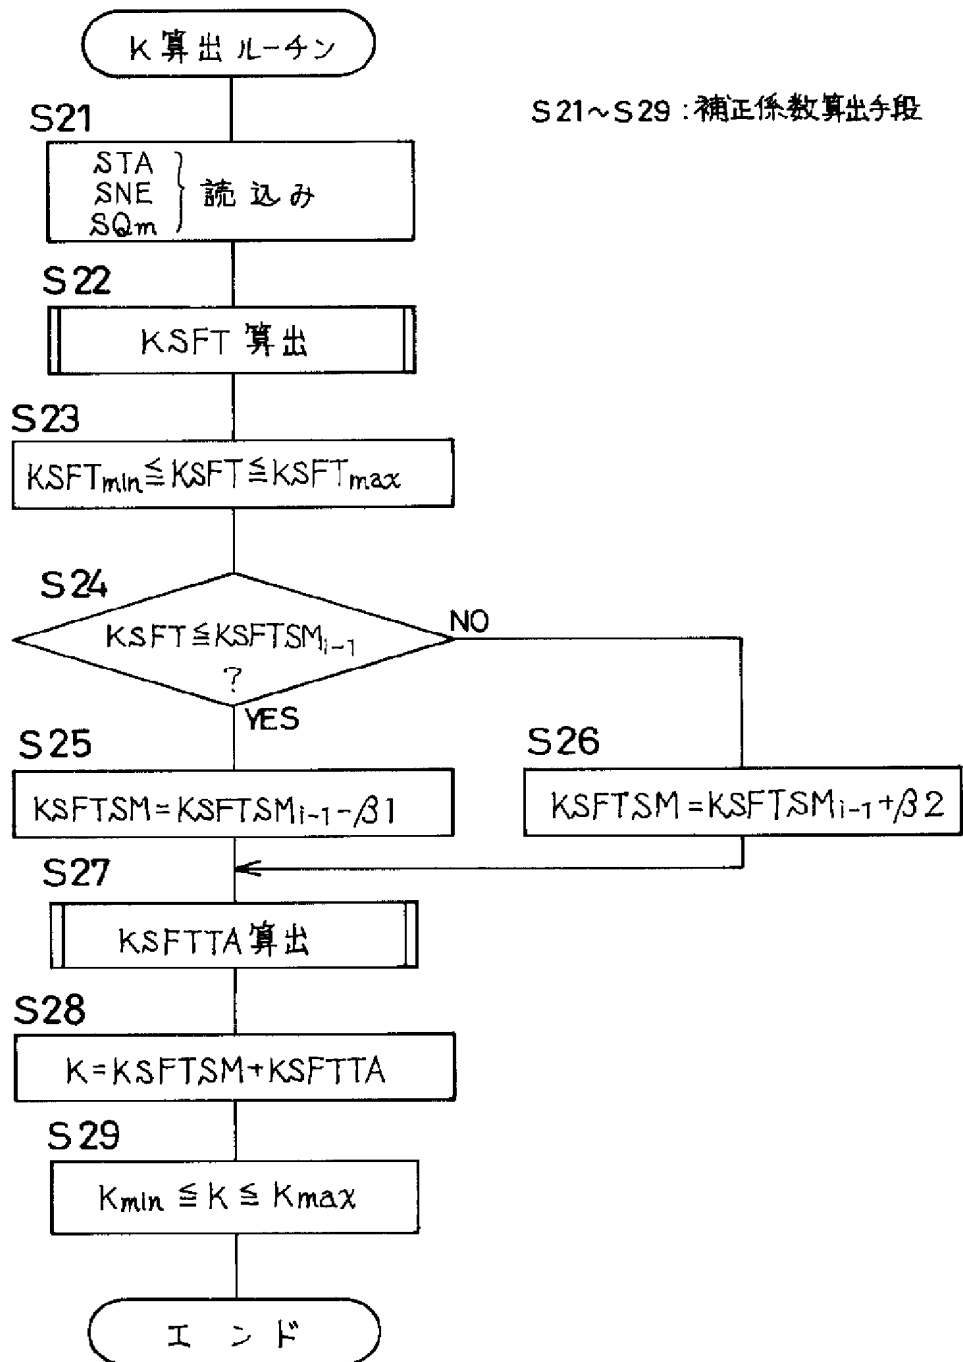 K算出ルーチン
S21~S29:補正係数算出手段
S21
STA
SNE
SQm
読込み
S22
KSFT 算出
S23
KSFTmin≦KSFT≦KSFTmax
S24
KSFT≦KSFTSMi-1
?
NO
YES
S25
KSFTSM=KSFTSMi-1-β1
S26
KSFTSM=KSFTSMi-1+β2
S27
KSFTTA算出
S28
K=KSFTSM+KSFTTA
S29
Kmin≦K≦Kmax
エンド